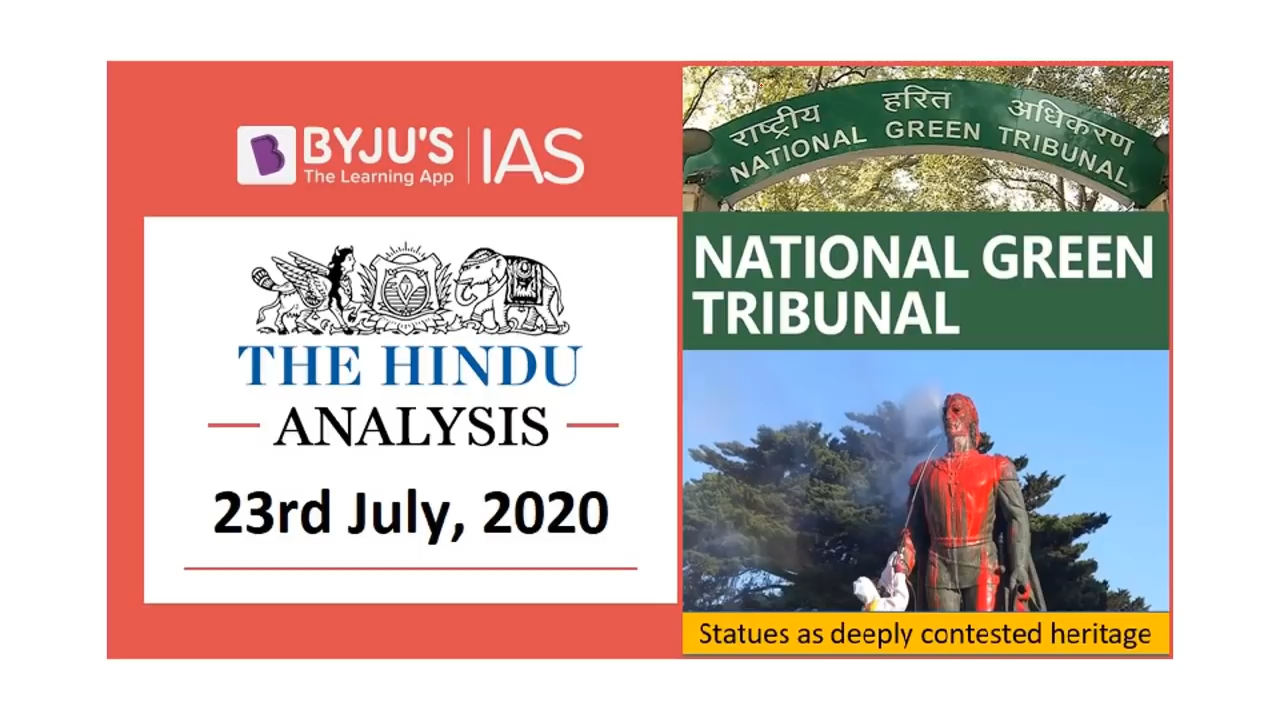 BYJU'S
The Learning App
IAS
THE HINDU
ANALYSIS
23rd July, 2020
राष्ट्रीय हरित अधिकरण
NATIONAL GREEN TRIBUNAL
NATIONAL GREEN
TRIBUNAL
Statues as deeply contested heritage